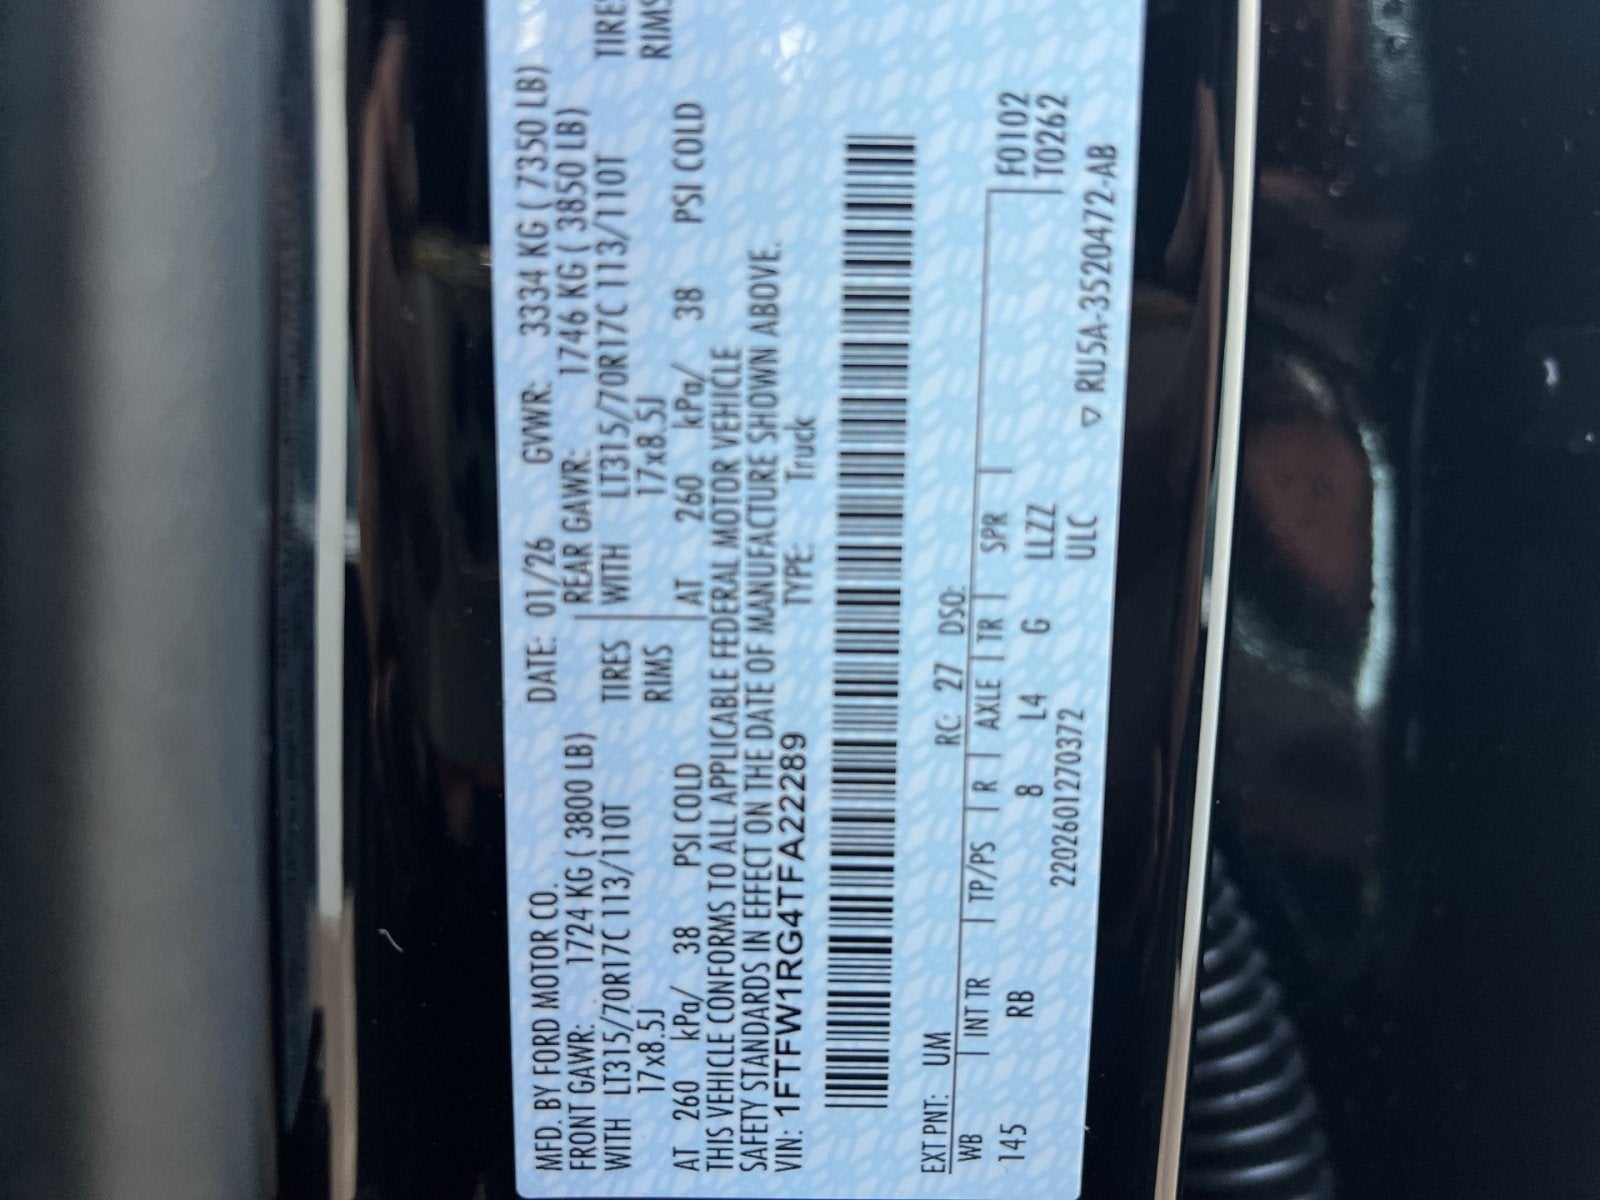 MFD. BY FORD MOTOR CO. DATE: 01/26 GVWR: 3334 KG ( 7350 LB)
FRONT GAWR: 1724 KG ( 3800 LB) REAR GAWR: 1746 KG ( 3850 LB)
WITH LT315/70R17C 113/110T TIRES WITH LT315/70R17C 113/110T TIRES
17x8.5J RIMS 17x8.5J RIMS
AT 260 kPa/ 38 PSI COLD AT 260 kPa/ 38 PSI COLD
THIS VEHICLE CONFORMS TO ALL APPLICABLE FEDERAL MOTOR VEHICLE
SAFETY STANDARDS IN EFFECT ON THE DATE OF MANUFACTURE SHOWN ABOVE.
VIN: 1FTFW1RG4TFA22289 TYPE: Truck
EXT PNT: UM RC: 27 DSO:
WB INT TR TP/PS R AXLE TR SPR F0102
145 RB 8 L4 G LLZZ T0262
2202601270372 ULC
▽ RU5A-3520472-AB